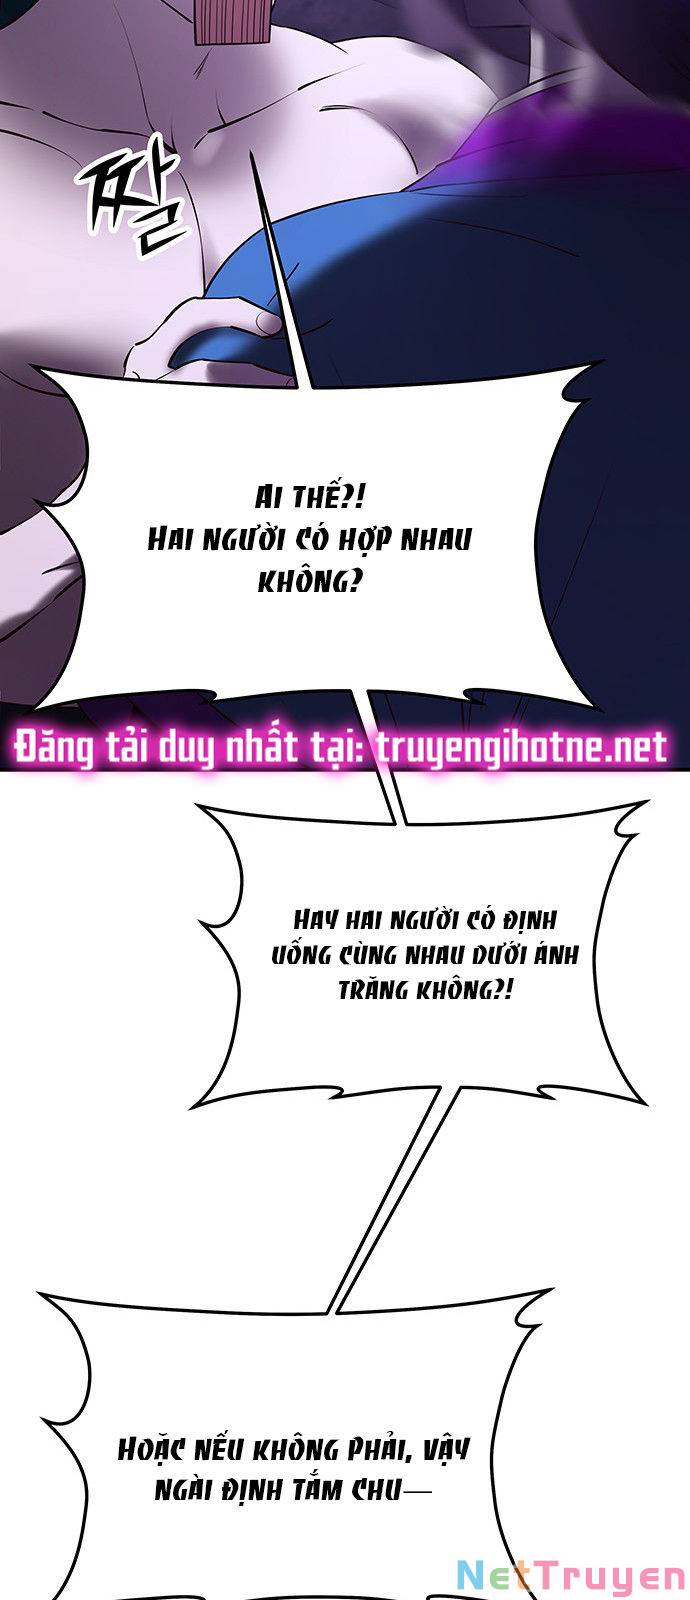 짤
AI THẾ?!
HAI NGƯỜI CÓ HỢP NHAU
KHÔNG?
Đăng tải duy nhất tại: truyengihotne.net
HAY HAI NGƯỜI CÓ ĐỊNH
UỐNG CÙNG NHAU DƯỚI ÁNH
TRĂNG KHÔNG?!
HOẶC NẾU KHÔNG PHẢI, VẬY
NGÀI ĐỊNH TẮM CHU—
NetTruyen